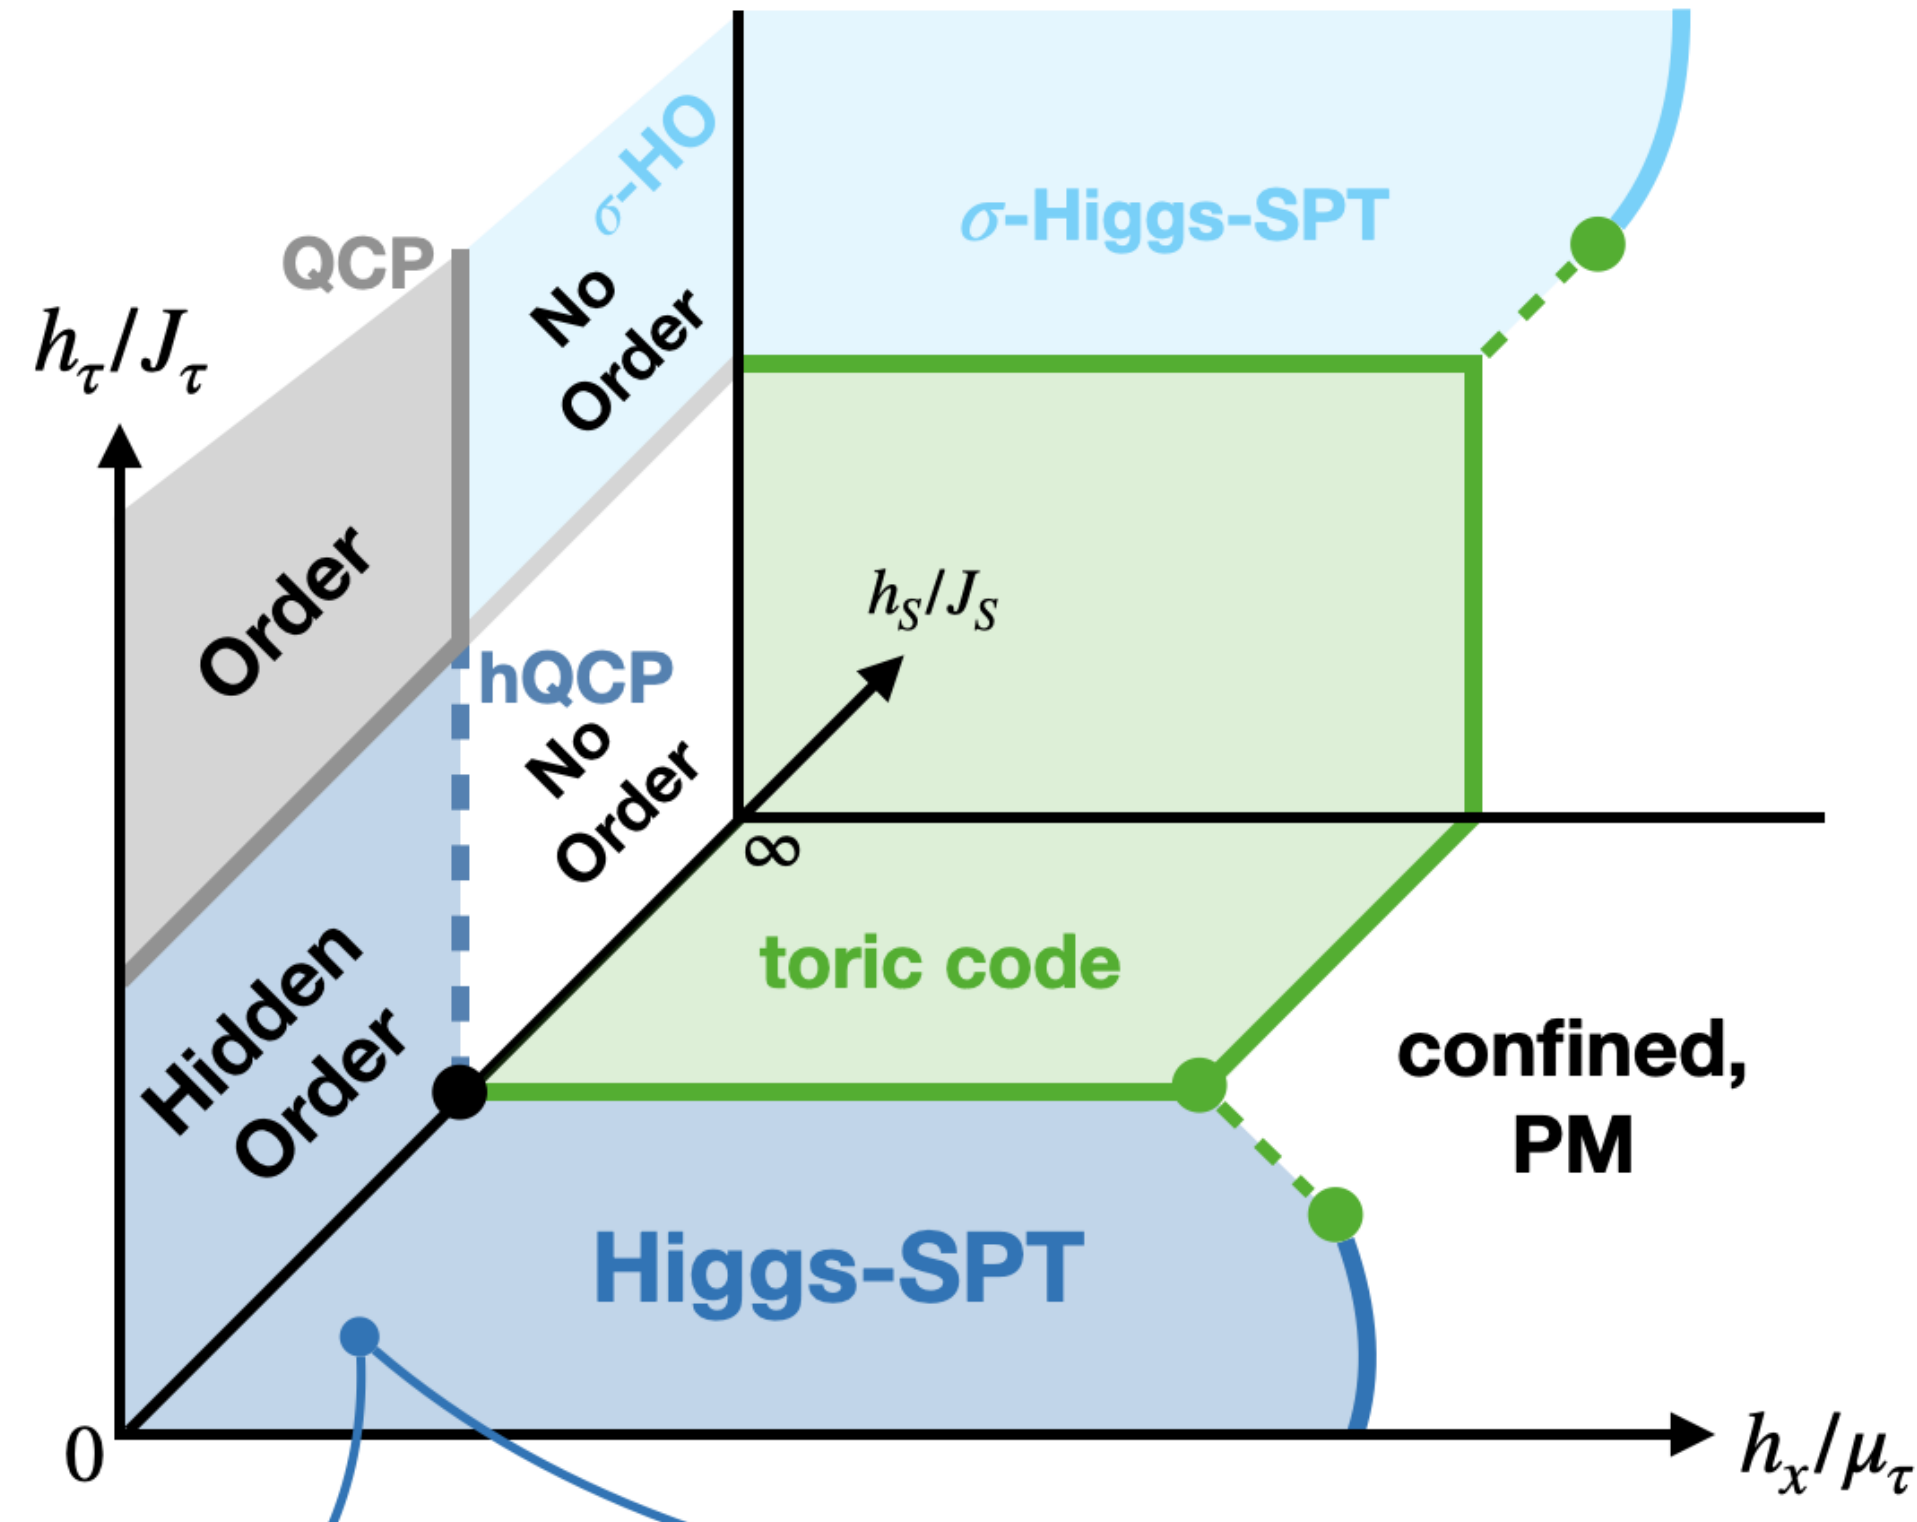 σ-HO
σ-Higgs-SPT
QCP
No
Order
h_τ/J_τ
Order
h_S/J_S
hQCP
No
Order
∞
toric code
Hidden
Order
confined,
PM
Higgs-SPT
0
h_x/μ_τ